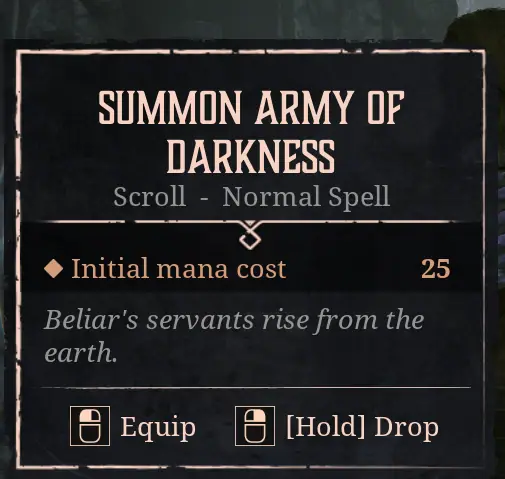 SUMMON ARMY OF
DARKNESS
Scroll - Normal Spell
Initial mana cost 25
Beliar's servants rise from the
earth.
Equip [Hold] Drop